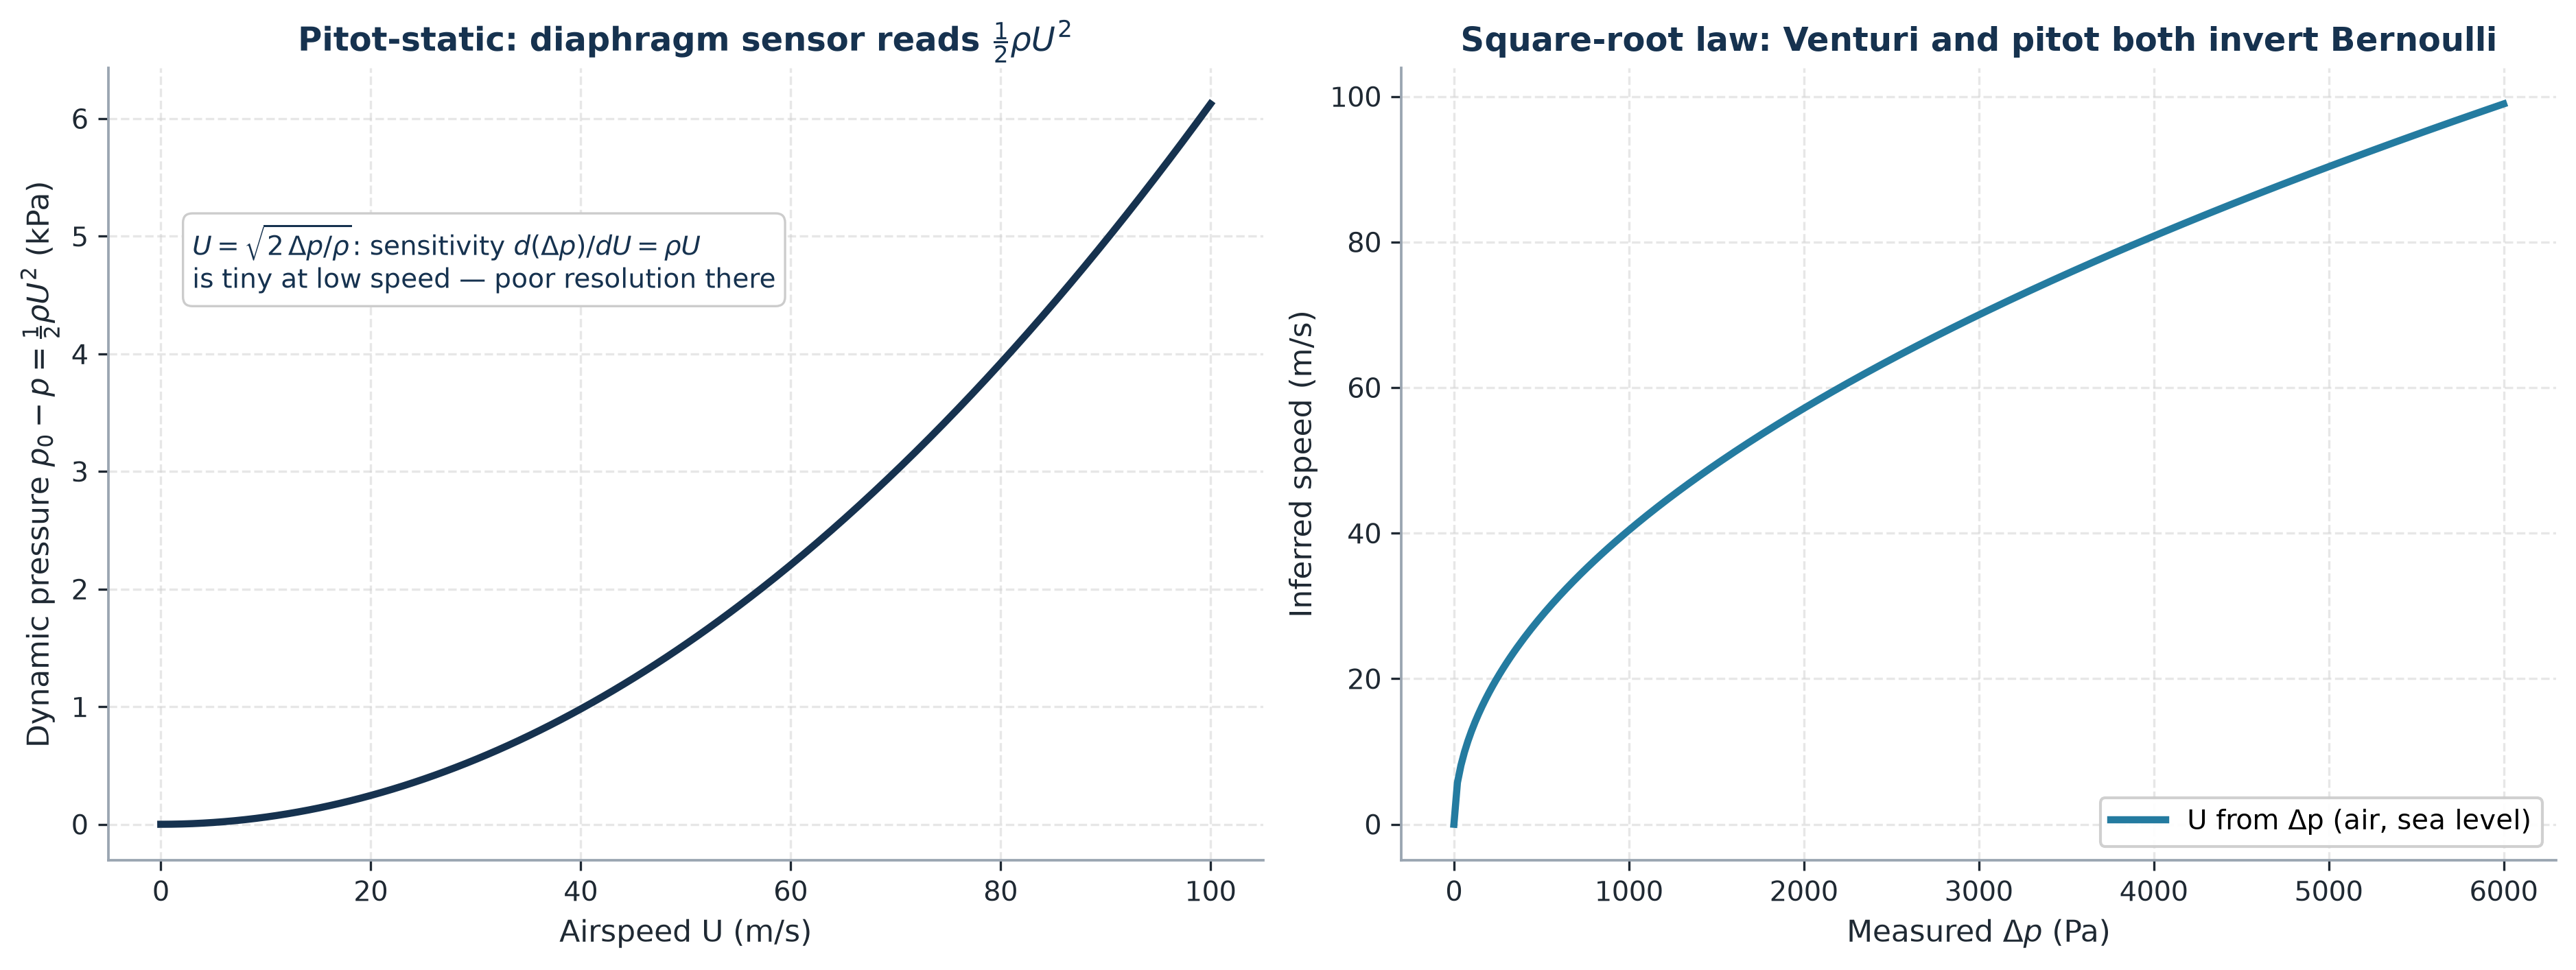 Pitot-static: diaphragm sensor reads ½ρU²
Dynamic pressure p₀ − p = ½ρU² (kPa)
6
5
4
3
2
1
0
U = √(2 Δp/ρ): sensitivity d(Δp)/dU = ρU
is tiny at low speed — poor resolution there
0 20 40 60 80 100
Airspeed U (m/s)
Square-root law: Venturi and pitot both invert Bernoulli
Inferred speed (m/s)
100
80
60
40
20
0
U from Δp (air, sea level)
0 1000 2000 3000 4000 5000 6000
Measured Δp (Pa)